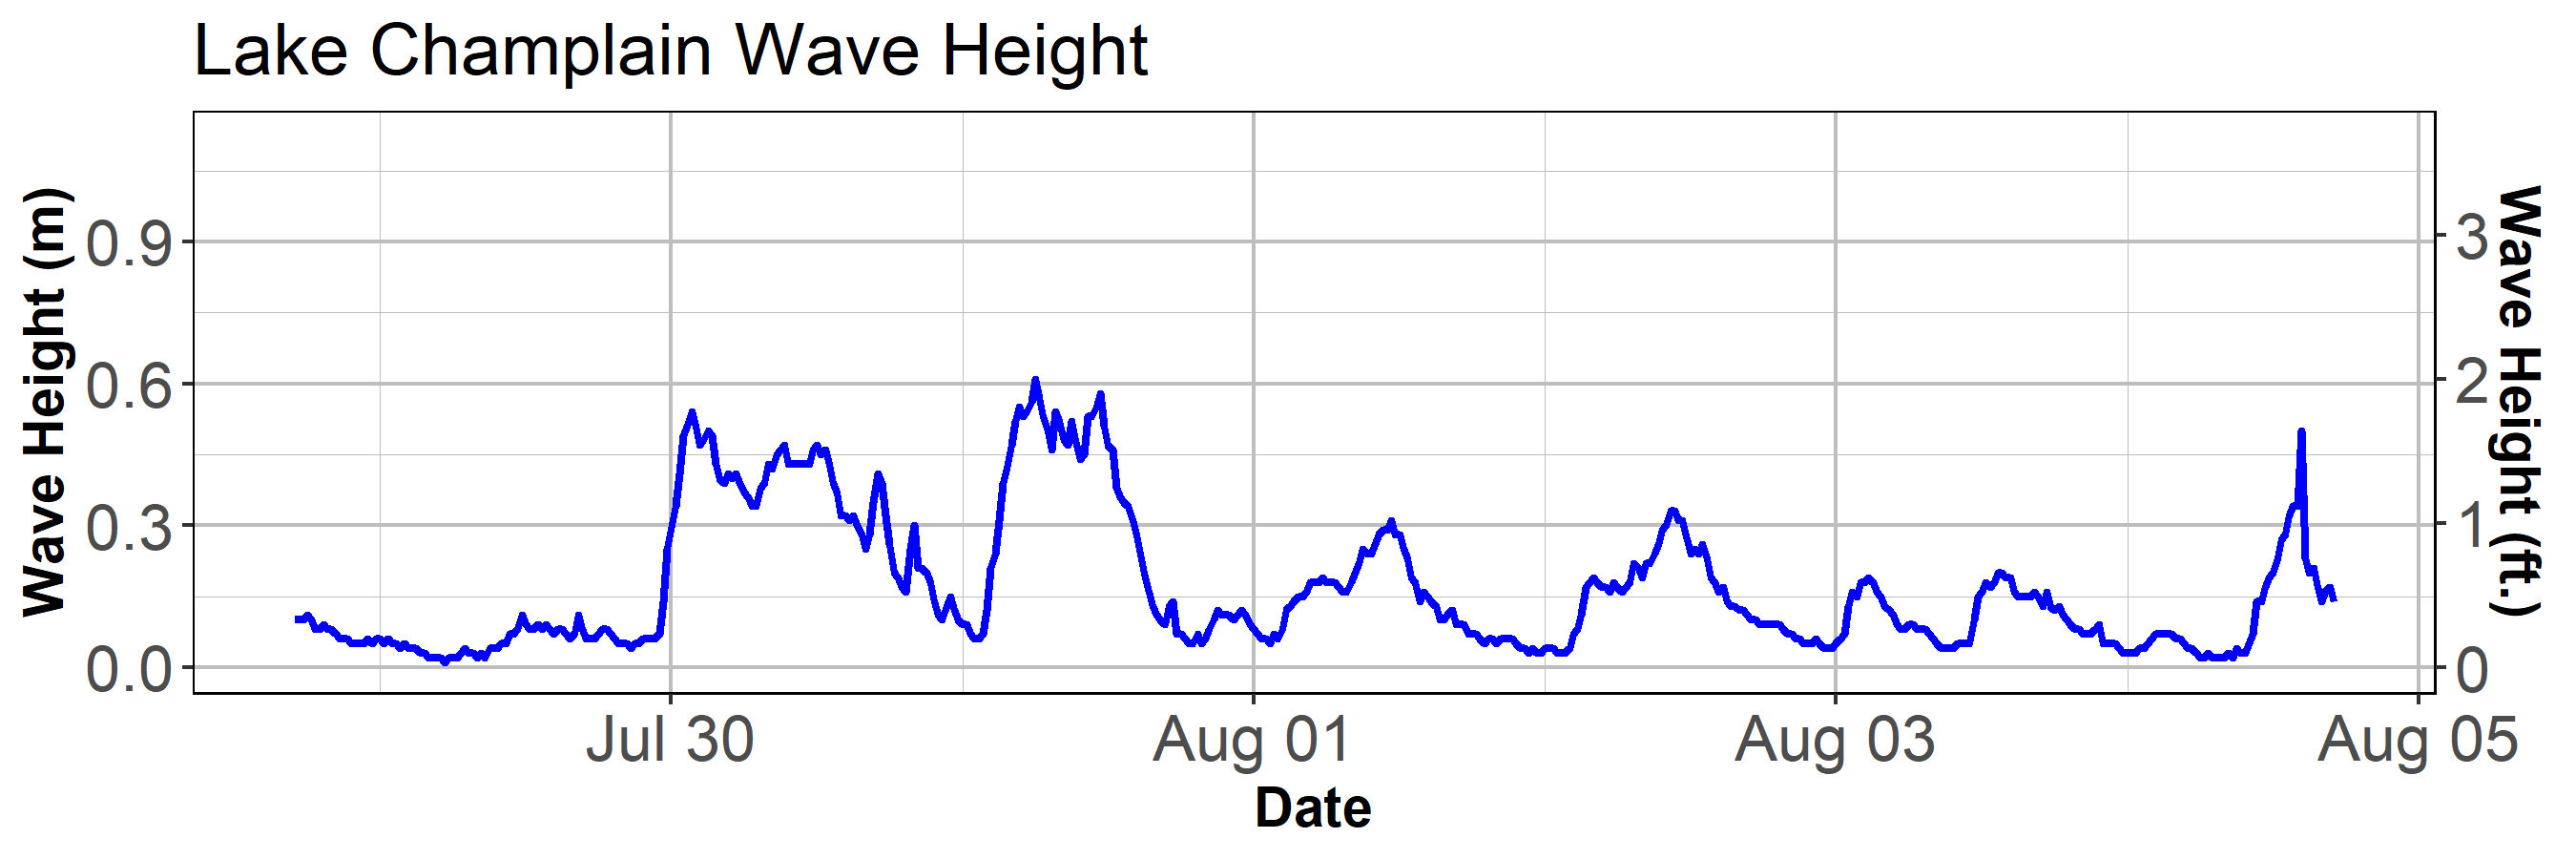 Lake Champlain Wave Height
Wave Height (m)
0.9
0.6
0.3
0.0
3
2
1
0
Wave Height (ft.)
Jul 30
Aug 01
Aug 03
Aug 05
Date